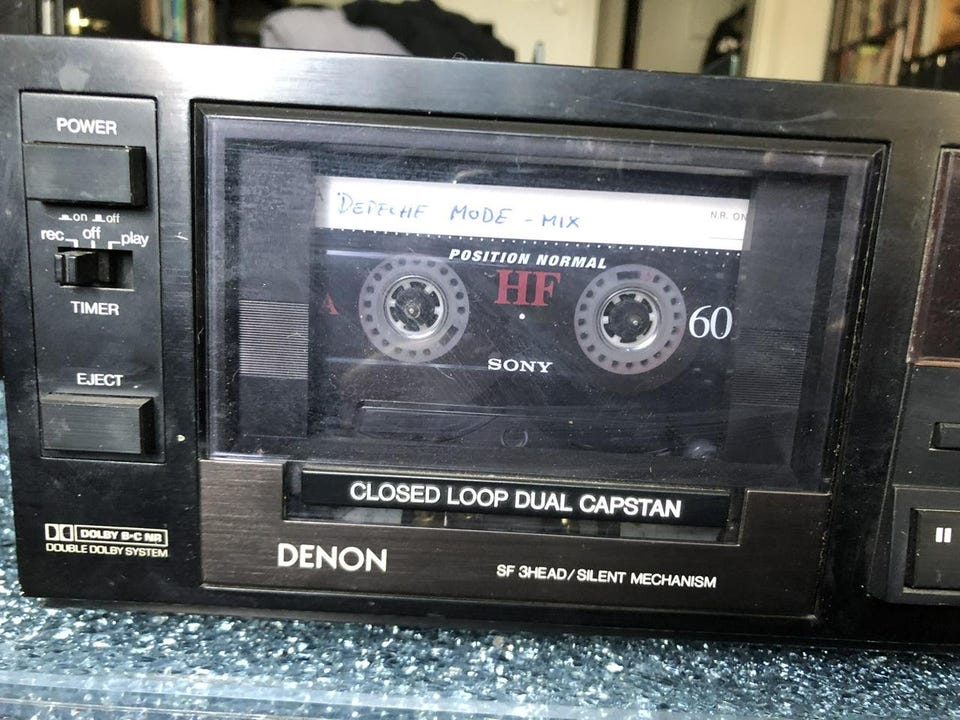 POWER
on off
rec off play
TIMER
EJECT
DOLBY B·C NR
DOUBLE DOLBY SYSTEM
DEPECHE MODE - MIX
N.R. ON
POSITION NORMAL
A
HF
60
SONY
CLOSED LOOP DUAL CAPSTAN
DENON
SF 3HEAD/SILENT MECHANISM